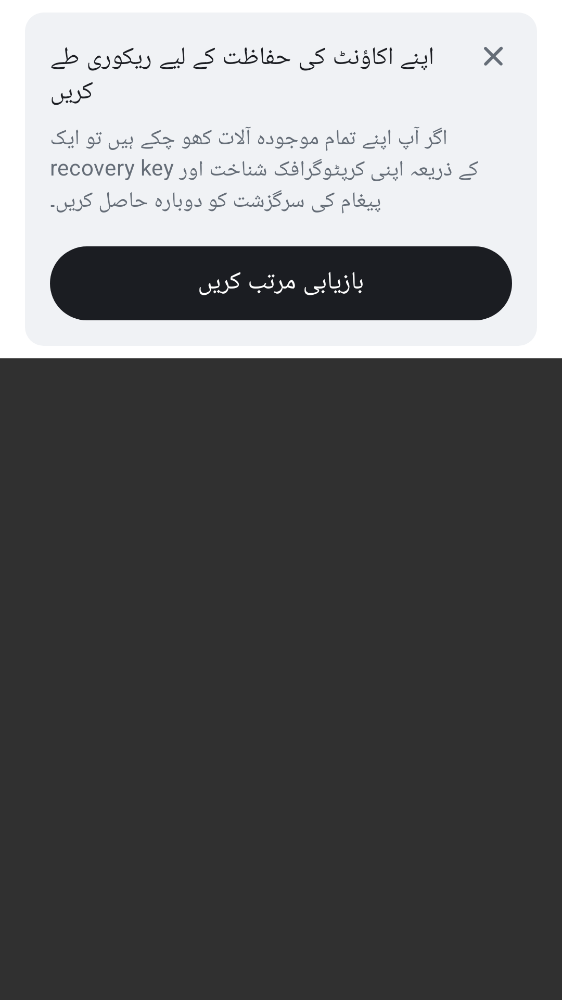 اپنے اکاؤنٹ کی حفاظت کے لیے ریکوری طے
کریں
اگر آپ اپنے تمام موجودہ آلات کھو چکے ہیں تو ایک
recovery key کے ذریعہ اپنی کرپٹوگرافک شناخت اور
پیغام کی سرگزشت کو دوبارہ حاصل کریں۔
بازیابی مرتب کریں